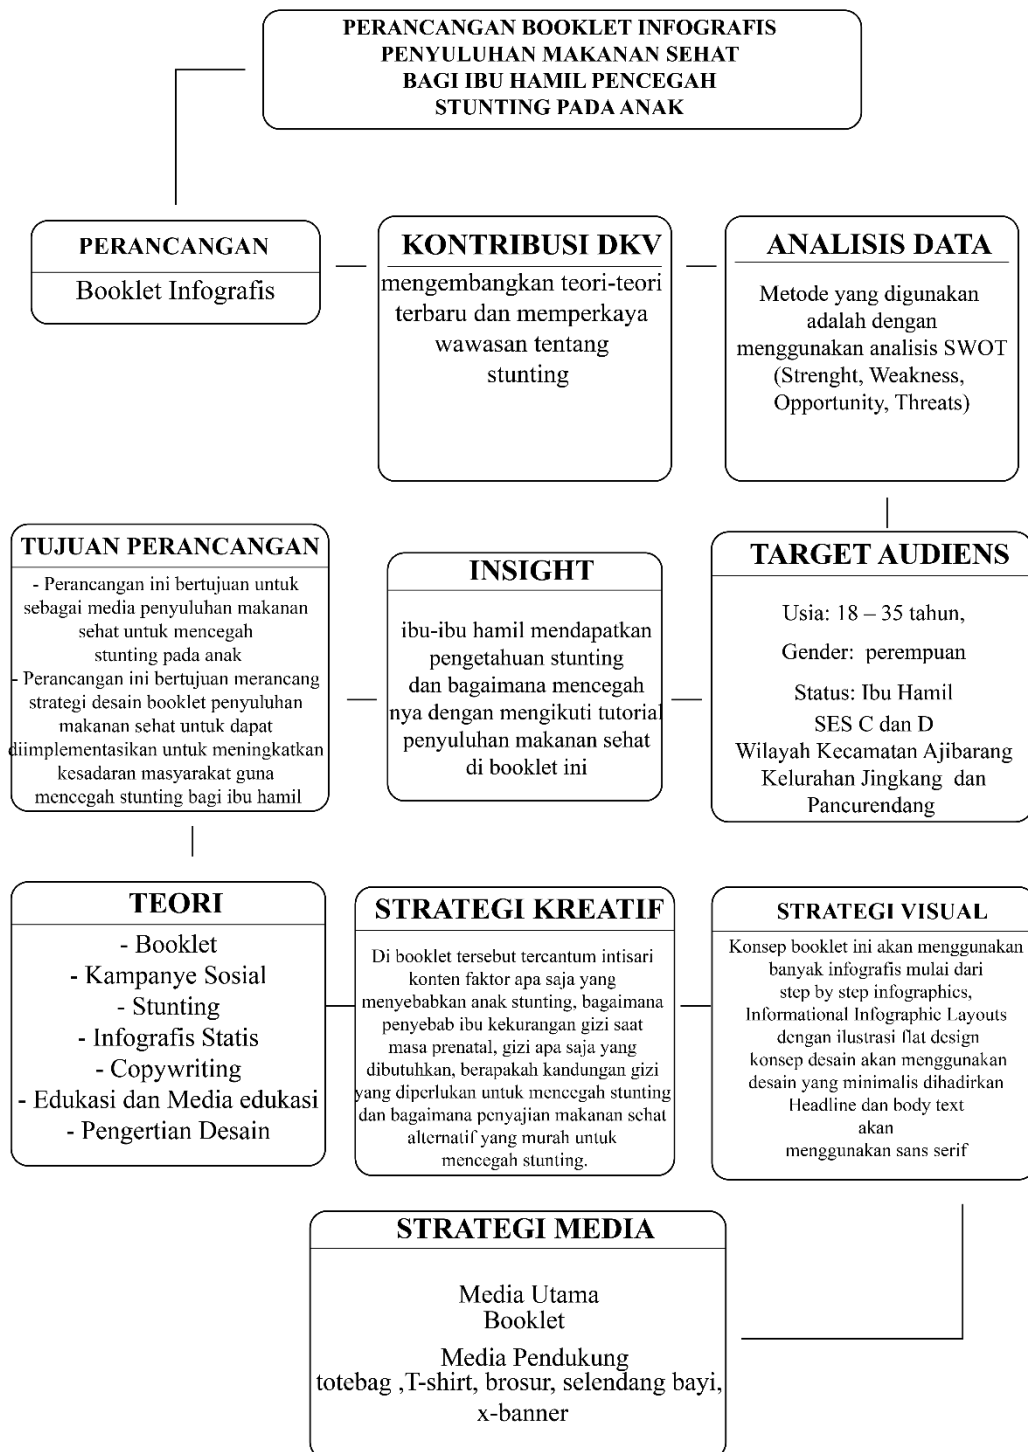 PERANCANGAN BOOKLET INFOGRAFIS
PENYULUHAN MAKANAN SEHAT
BAGI IBU HAMIL PENCEGAH
STUNTING PADA ANAK
PERANCANGAN
Booklet Infografis
KONTRIBUSI DKV
mengembangkan teori-teori
terbaru dan memperkaya
wawasan tentang
stunting
ANALISIS DATA
Metode yang digunakan
adalah dengan
menggunakan analisis SWOT
(Strenght, Weakness,
Opportunity, Threats)
TARGET AUDIENS
Usia: 18 – 35 tahun,
Gender: perempuan
Status: Ibu Hamil
SES C dan D
Wilayah Kecamatan Ajibarang
Kelurahan Jingkang dan
Pancurendang
INSIGHT
ibu-ibu hamil mendapatkan
pengetahuan stunting
dan bagaimana mencegah
nya dengan mengikuti tutorial
penyuluhan makanan sehat
di booklet ini
TUJUAN PERANCANGAN
- Perancangan ini bertujuan untuk
sebagai media penyuluhan makanan
sehat untuk mencegah
stunting pada anak
- Perancangan ini bertujuan merancang
strategi desain booklet penyuluhan
makanan sehat untuk dapat
diimplementasikan untuk meningkatkan
kesadaran masyarakat guna
mencegah stunting bagi ibu hamil
TEORI
- Booklet
- Kampanye Sosial
- Stunting
- Infografis Statis
- Copywriting
- Edukasi dan Media edukasi
- Pengertian Desain
STRATEGI KREATIF
Di booklet tersebut tercantum intisari
konten faktor apa saja yang
menyebabkan anak stunting, bagaimana
penyebab ibu kekurangan gizi saat
masa prenatal, gizi apa saja yang
dibutuhkan, berapakah kandungan gizi
yang diperlukan untuk mencegah stunting
dan bagaimana penyajian makanan sehat
alternatif yang murah untuk
mencegah stunting.
STRATEGI VISUAL
Konsep booklet ini akan menggunakan
banyak infografis mulai dari
step by step infographics,
Informational Infographic Layouts
dengan ilustrasi flat design
konsep desain akan menggunakan
desain yang minimalis dihadirkan
Headline dan body text
akan
menggunakan sans serif
STRATEGI MEDIA
Media Utama
Booklet
Media Pendukung
totebag ,T-shirt, brosur, selendang bayi,
x-banner